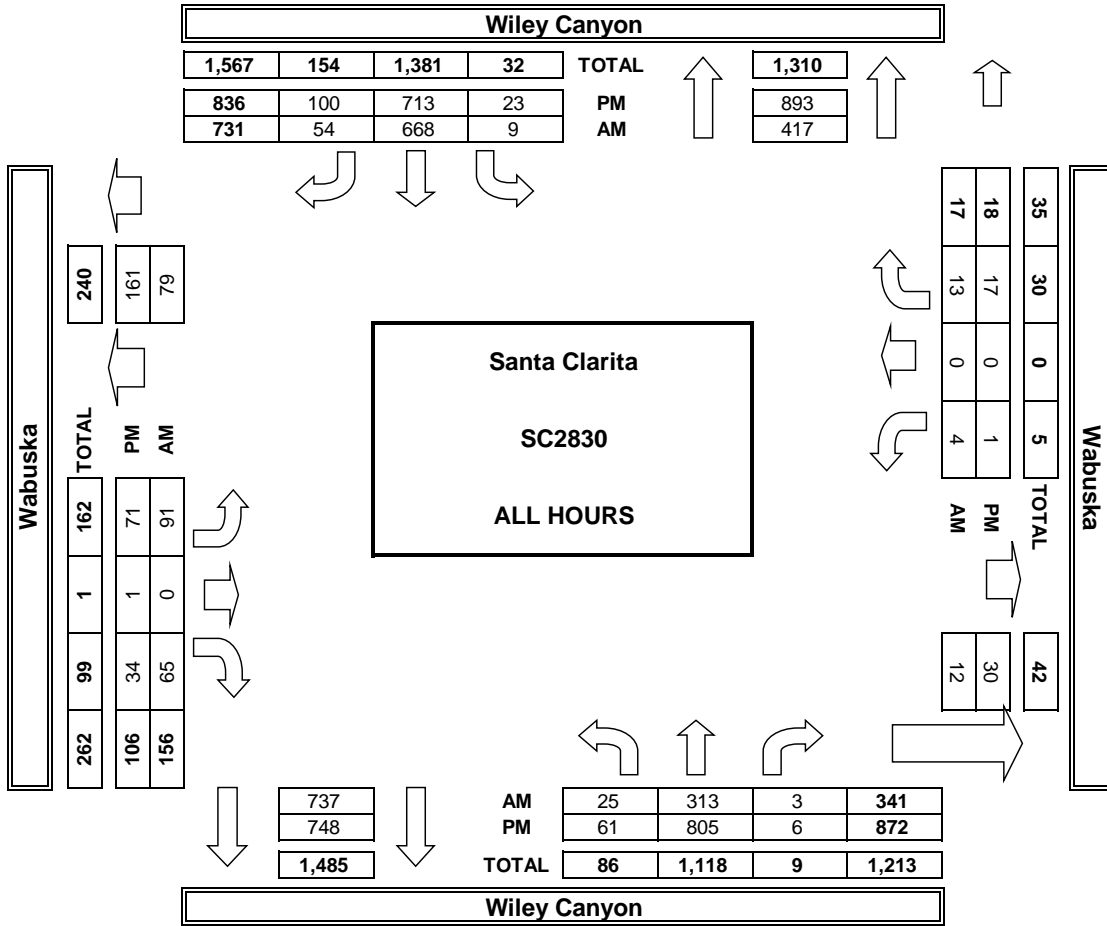 Wiley Canyon
1,567 154 1,381 32 TOTAL 1,310
836 100 713 23 PM 893
731 54 668 9 AM 417
Wabuska
240
161
79
TOTAL
PM
AM
162 1 99 262
71 1 34 106
91 0 65 156
Santa Clarita
SC2830
ALL HOURS
35 30 0 5 TOTAL
18 17 0 1 PM
17 13 0 4 AM
42
30
12
Wabuska
737 AM 25 313 3 341
748 PM 61 805 6 872
1,485 TOTAL 86 1,118 9 1,213
Wiley Canyon